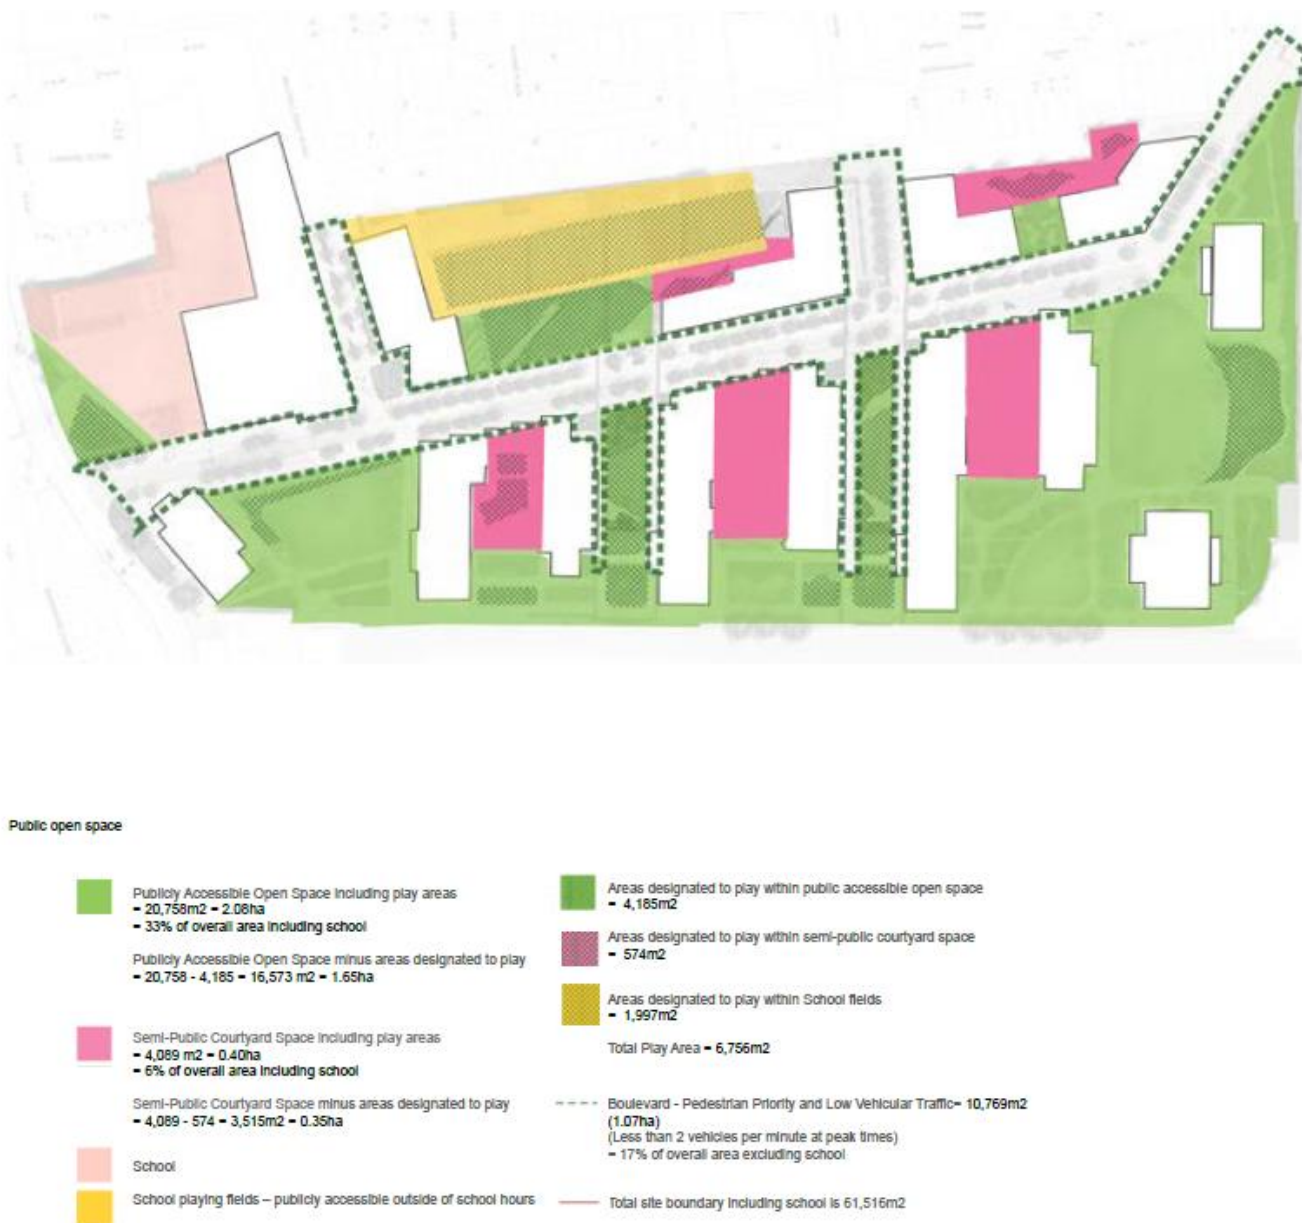 Public open space
Publicly Accessible Open Space including play areas
= 20,758m2 = 2.08ha
= 33% of overall area including school
Publicly Accessible Open Space minus areas designated to play
= 20,758 - 4,185 = 16,573 m2 = 1.65ha
Semi-Public Courtyard Space including play areas
= 4,089 m2 = 0.40ha
= 6% of overall area including school
Semi-Public Courtyard Space minus areas designated to play
= 4,089 - 574 = 3,515m2 = 0.35ha
School
School playing fields – publicly accessible outside of school hours
Areas designated to play within public accessible open space
= 4,185m2
Areas designated to play within semi-public courtyard space
= 574m2
Areas designated to play within School fields
= 1,997m2
Total Play Area = 6,756m2
Boulevard - Pedestrian Priority and Low Vehicular Traffic= 10,769m2
(1.07ha)
(Less than 2 vehicles per minute at peak times)
= 17% of overall area excluding school
Total site boundary including school is 61,516m2